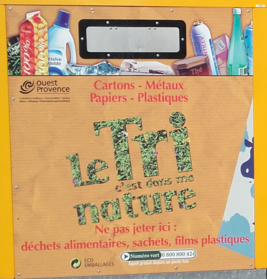 Ouest
Provence
Cartons - Métaux
Papiers - Plastiques
le Tri
c'est dans ma
nature
Ne pas jeter ici :
déchets alimentaires, sachets, films plastiques
ECO
EMBALLAGES
Numéro vert 0 800 800 424